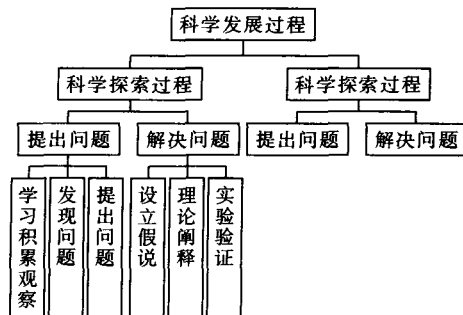 科学发展过程
科学探索过程
科学探索过程
提出问题
解决问题
提出问题
解决问题
学习积累观察
发现问题
提出问题
设立假说
理论阐释
实验验证